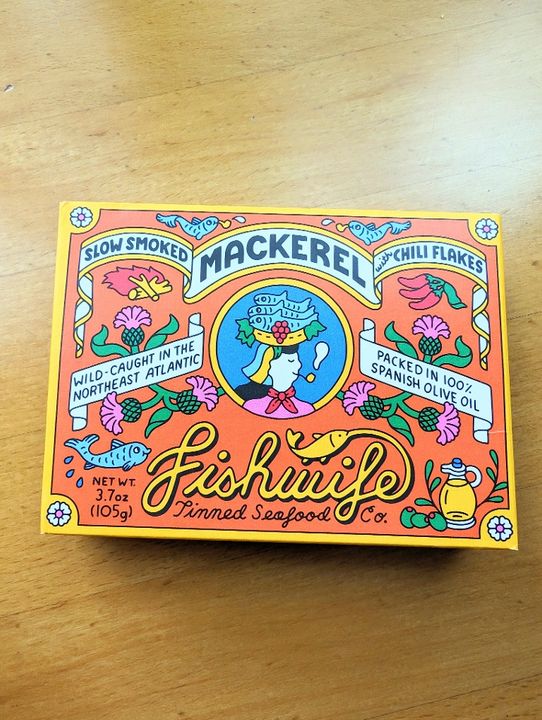 SLOW SMOKED
MACKEREL
with CHILI FLAKES
WILD-CAUGHT IN THE
NORTHEAST ATLANTIC
PACKED IN 100%
SPANISH OLIVE OIL
Fishwife
Tinned Seafood Co.
NET WT.
3.7oz
(105g)